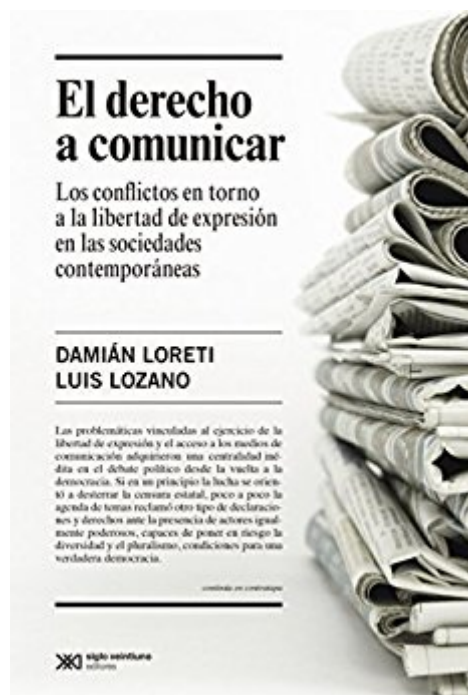 El derecho
a comunicar
Los conflictos en torno
a la libertad de expresión
en las sociedades
contemporáneas
DAMIÁN LORETI
LUIS LOZANO
Las problemáticas vinculadas al ejercicio de la
libertad de expresión y el acceso a los medios de
comunicación adquirieron una centralidad iné-
dita en el debate político desde la vuelta a la
democracia. Si en un principio la lucha se orien-
tó a desterrar la censura estatal, poco a poco la
agenda de temas reclamó otro tipo de declaracio-
nes y derechos ante la presencia de actores igual-
mente poderosos, capaces de poner en riesgo la
diversidad y el pluralismo, condiciones para una
verdadera democracia.
continúa en contratapa
siglo veintiuno
editores